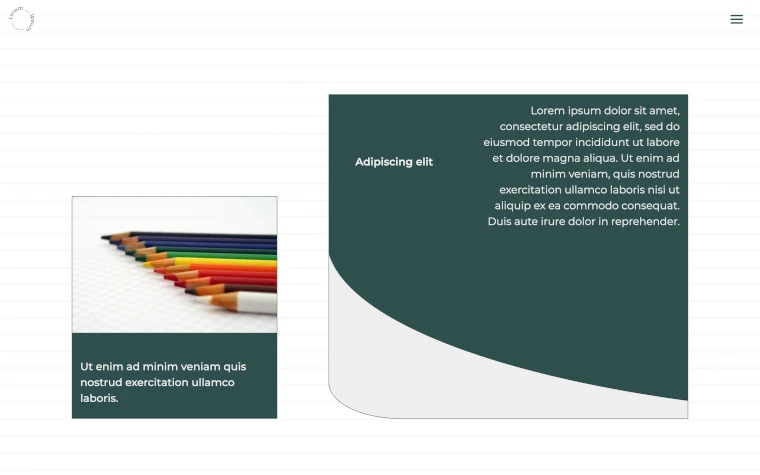 Lorem ipsum
Lorem ipsum dolor sit amet,
consectetur adipiscing elit, sed do
eiusmod tempor incididunt ut labore
et dolore magna aliqua. Ut enim ad
minim veniam, quis nostrud
exercitation ullamco laboris nisi ut
aliquip ex ea commodo consequat.
Duis aute irure dolor in reprehender.
Adipiscing elit
Ut enim ad minim veniam quis
nostrud exercitation ullamco
laboris.